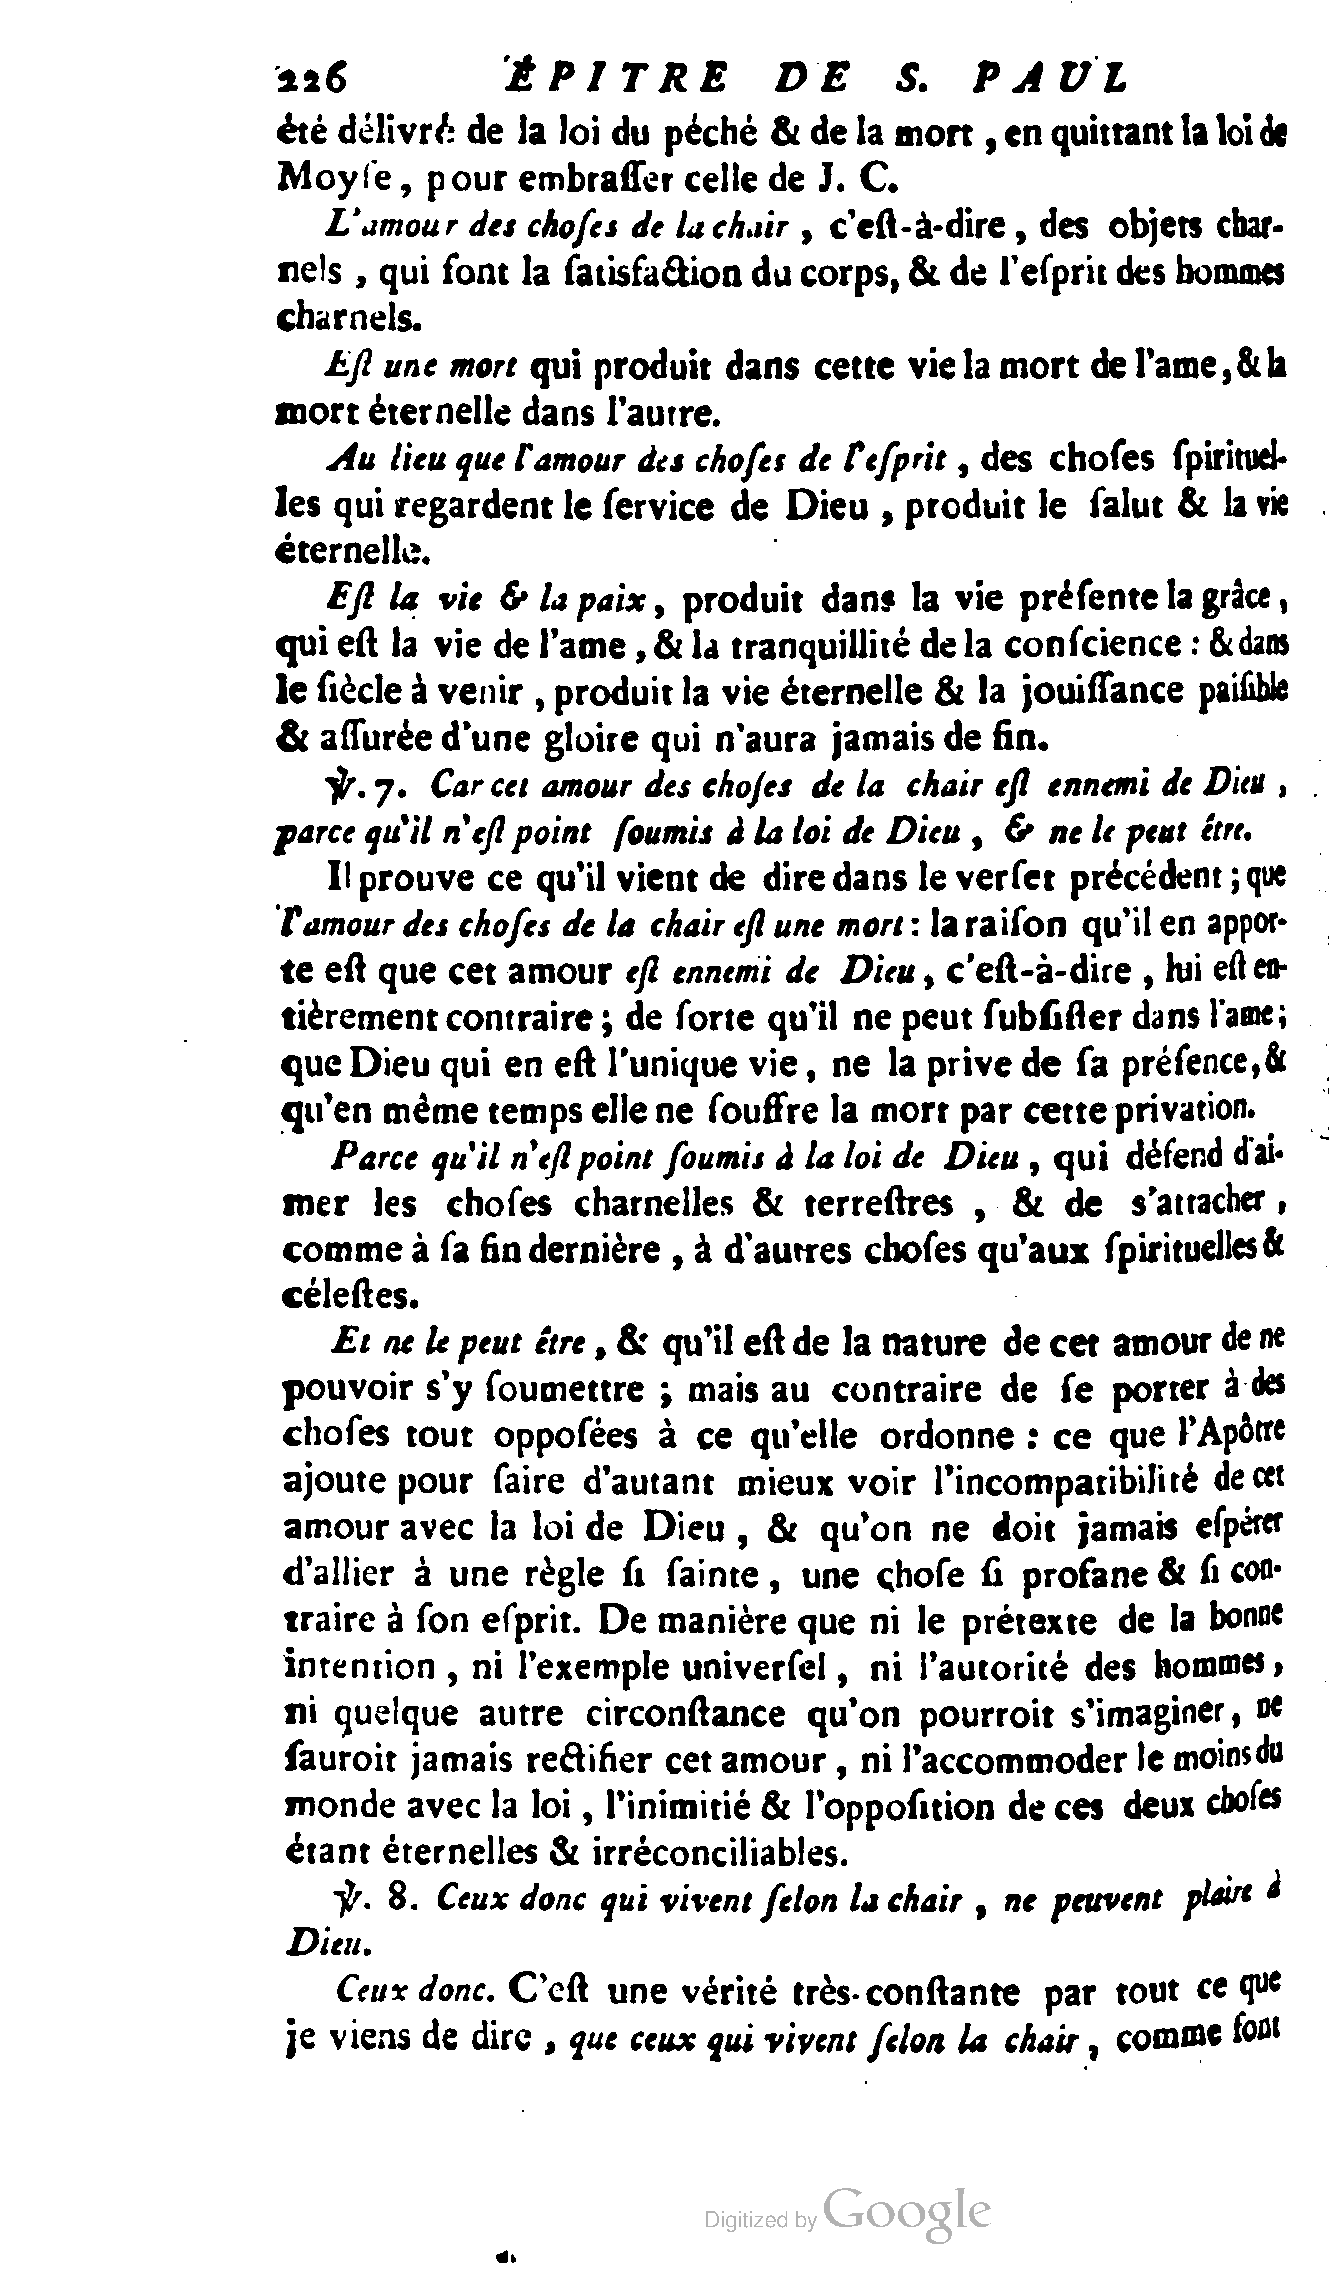 226 ÉPITRE DE S. PAUL
été délivré de la loi du péché & de la mort , en quittant la loi de
Moyſe, pour embraſſer celle de J. C.
L'amour des choſes de la chair , c'eſt-à-dire , des objets char-
nels , qui ſont la ſatisfaction du corps, & de l'eſprit des hommes
charnels.
Eſt une mort qui produit dans cette vie la mort de l'ame, & la
mort éternelle dans l'autre.
Au lieu que l'amour des choſes de l'eſprit , des choſes ſpirituel-
les qui regardent le ſervice de Dieu , produit le ſalut & la vie
éternelle.
Eſt la vie & la paix, produit dans la vie préſente la grâce ,
qui eſt la vie de l'ame , & la tranquillité de la conſcience : & dans
le ſiècle à venir , produit la vie éternelle & la jouiſſance paiſible
& aſſurée d'une gloire qui n'aura jamais de fin.
℣. 7. Car cet amour des choſes de la chair eſt ennemi de Dieu ,
parce qu'il n'eſt point ſoumis à la loi de Dieu , & ne le peut être.
Il prouve ce qu'il vient de dire dans le verſet précédent ; que
l'amour des choſes de la chair eſt une mort : la raiſon qu'il en appor-
te eſt que cet amour eſt ennemi de Dieu, c'eſt-à-dire , lui eſt en-
tièrement contraire ; de ſorte qu'il ne peut ſubſiſter dans l'ame ;
que Dieu qui en eſt l'unique vie , ne la prive de ſa préſence, &
qu'en même temps elle ne ſouffre la mort par cette privation.
Parce qu'il n'eſt point ſoumis à la loi de Dieu , qui défend d'ai-
mer les choſes charnelles & terreſtres , & de s'attacher ,
comme à ſa fin dernière , à d'autres choſes qu'aux ſpirituelles &
céleſtes.
Et ne le peut être , & qu'il eſt de la nature de cet amour de ne
pouvoir s'y ſoumettre ; mais au contraire de ſe porter à des
choſes tout oppoſées à ce qu'elle ordonne : ce que l'Apôtre
ajoute pour faire d'autant mieux voir l'incompatibilité de cet
amour avec la loi de Dieu , & qu'on ne doit jamais eſpérer
d'allier à une règle ſi ſainte , une choſe ſi profane & ſi con-
traire à ſon eſprit. De manière que ni le prétexte de la bonne
intention , ni l'exemple univerſel , ni l'autorité des hommes ,
ni quelque autre circonſtance qu'on pourroit s'imaginer, ne
ſauroit jamais rectifier cet amour , ni l'accommoder le moins du
monde avec la loi , l'inimitié & l'oppoſition de ces deux choſes
étant éternelles & irréconciliables.
℣. 8. Ceux donc qui vivent ſelon la chair , ne peuvent plaire à
Dieu.
Ceux donc. C'eſt une vérité très-conſtante par tout ce que
je viens de dire , que ceux qui vivent ſelon la chair , comme ſont
Digitized by Google